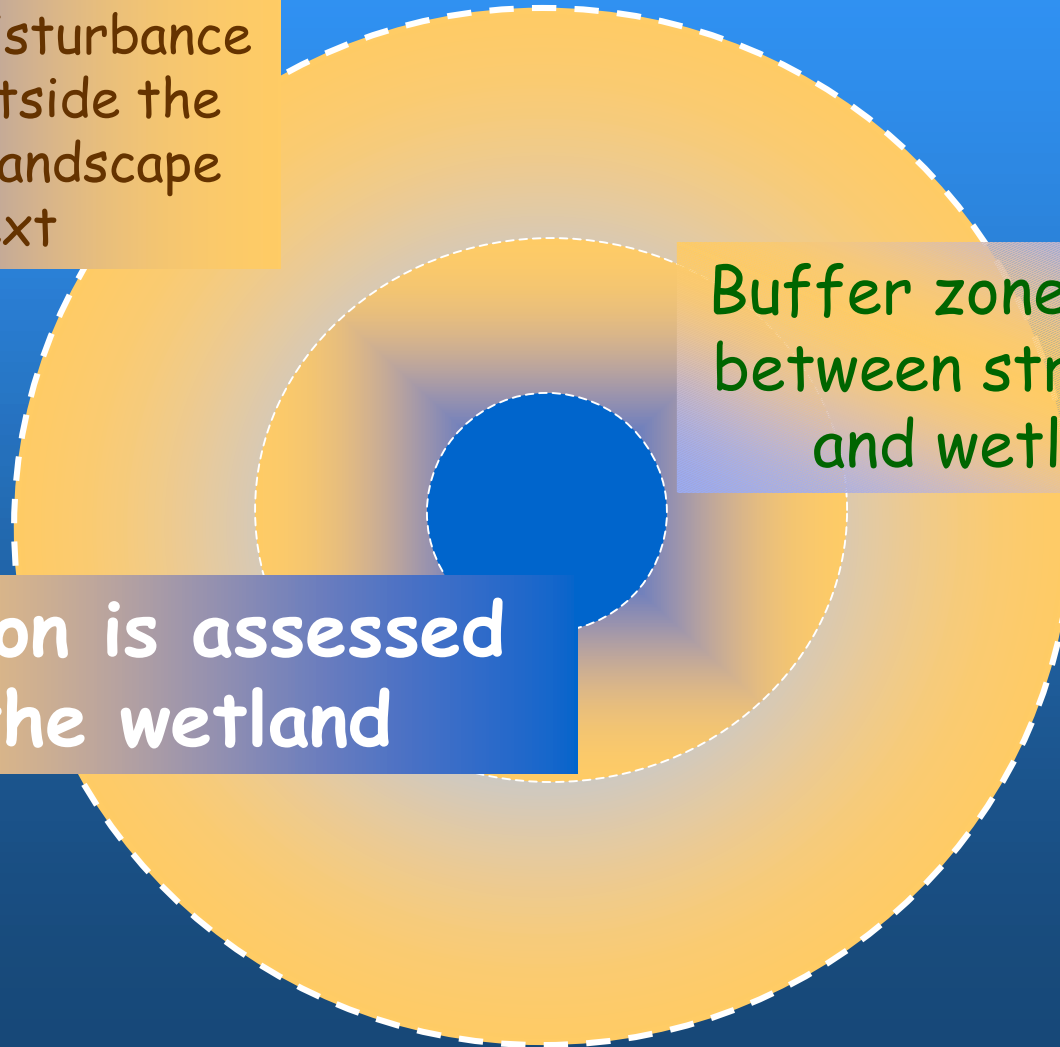 sturbance
tside the
andscape
xt
Buffer zone
between str
and wetl
on is assessed
he wetland